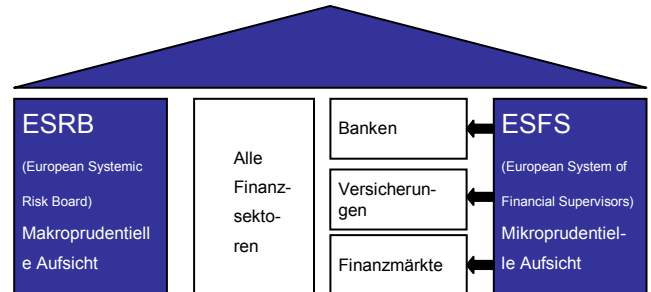 ESRB
(European Systemic
Risk Board)
Makroprudentiell
e Aufsicht
Alle
Finanz-
sekto-
ren
Banken
Versicherun-
gen
Finanzmärkte
ESFS
(European System of
Financial Supervisors)
Mikroprudentiel-
le Aufsicht